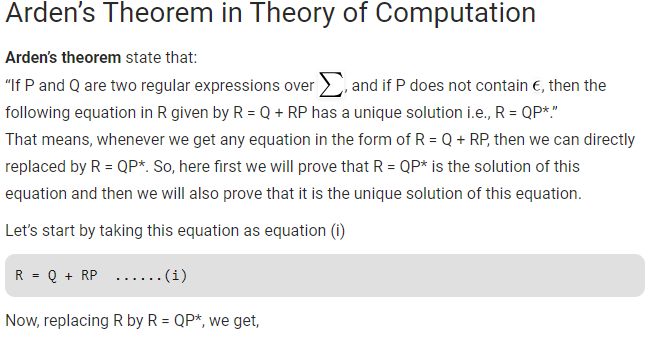 Arden's Theorem in Theory of Computation
Arden's theorem state that:
“If P and Q are two regular expressions over ∑, and if P does not contain ϵ, then the
following equation in R given by R = Q + RP has a unique solution i.e., R = QP*.”
That means, whenever we get any equation in the form of R = Q + RP, then we can directly
replaced by R = QP*. So, here first we will prove that R = QP* is the solution of this
equation and then we will also prove that it is the unique solution of this equation.
Let's start by taking this equation as equation (i)
R = Q + RP ......(i)
Now, replacing R by R = QP*, we get,